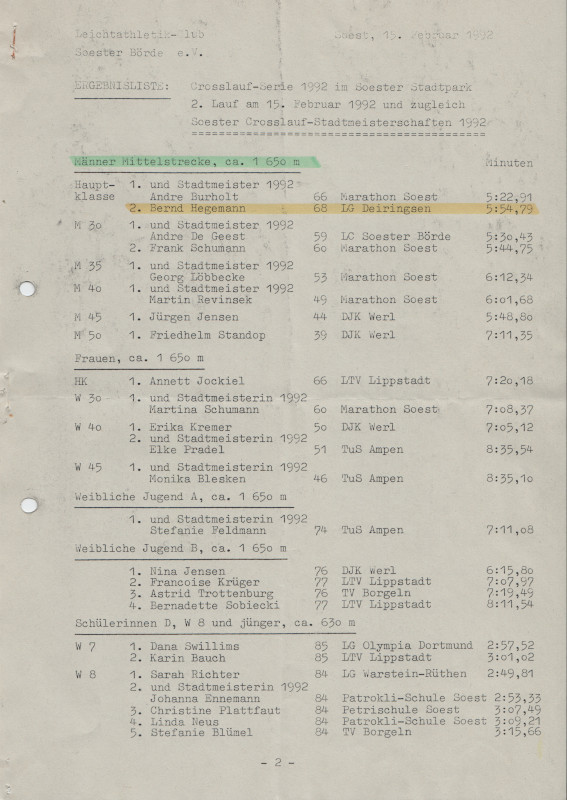 Leichtathletik- lub Soest, 15. Februar 1992
Soester Börde e.V.
ERGEBNISLISTE: Crosslauf-Serie 1992 im Soester Stadtpark
2. Lauf am 15. Februar 1992 und zugleich
Soester Crosslauf-Stadtmeisterschaften 1992
Männer Mittelstrecke, ca. 1 650 m Minuten
Haupt- 1. und Stadtmeister 1992
klasse Andre Burholt 66 Marathon Soest 5:22,91
2. Bernd Hegemann 68 LG Deiringsen 5:54,79
M 30 1. und Stadtmeister 1992
Andre De Geest 59 LC Soester Börde 5:30,43
2. Frank Schumann 60 Marathon Soest 5:44,75
M 35 1. und Stadtmeister 1992
Georg Löbbecke 53 Marathon Soest 6:12,34
M 40 1. und Stadtmeister 1992
Martin Revinsek 49 Marathon Soest 6:01,68
M 45 1. Jürgen Jensen 44 DJK Werl 5:48,80
M 50 1. Friedhelm Standop 39 DJK Werl 7:11,35
Frauen, ca. 1 650 m
HK 1. Annett Jockiel 66 LTV Lippstadt 7:20,18
W 30 1. und Stadtmeisterin 1992
Martina Schumann 60 Marathon Soest 7:08,37
W 40 1. Erika Kremer 50 DJK Werl 7:05,12
2. und Stadtmeisterin 1992
Elke Pradel 51 TuS Ampen 8:35,54
W 45 1. und Stadtmeisterin 1992
Monika Blesken 46 TuS Ampen 8:35,10
Weibliche Jugend A, ca. 1 650 m
1. und Stadtmeisterin 1992
Stefanie Feldmann 74 TuS Ampen 7:11,08
Weibliche Jugend B, ca. 1 650 m
1. Nina Jensen 76 DJK Werl 6:15,80
2. Francoise Krüger 77 LTV Lippstadt 7:07,97
3. Astrid Trottenburg 76 TV Borgeln 7:19,49
4. Bernadette Sobiecki 77 LTV Lippstadt 8:11,54
Schülerinnen D, W 8 und jünger, ca. 630 m
W 7 1. Dana Swillims 85 LG Olympia Dortmund 2:57,52
2. Karin Bauch 85 LTV Lippstadt 3:01,02
W 8 1. Sarah Richter 84 LG Warstein-Rüthen 2:49,81
2. und Stadtmeisterin 1992
Johanna Ennemann 84 Patrokli-Schule Soest 2:53,33
3. Christine Plattfaut 84 Petrischule Soest 3:07,49
4. Linda Neus 84 Patrokli-Schule Soest 3:09,21
5. Stefanie Blümel 84 TV Borgeln 3:15,66
- 2 -